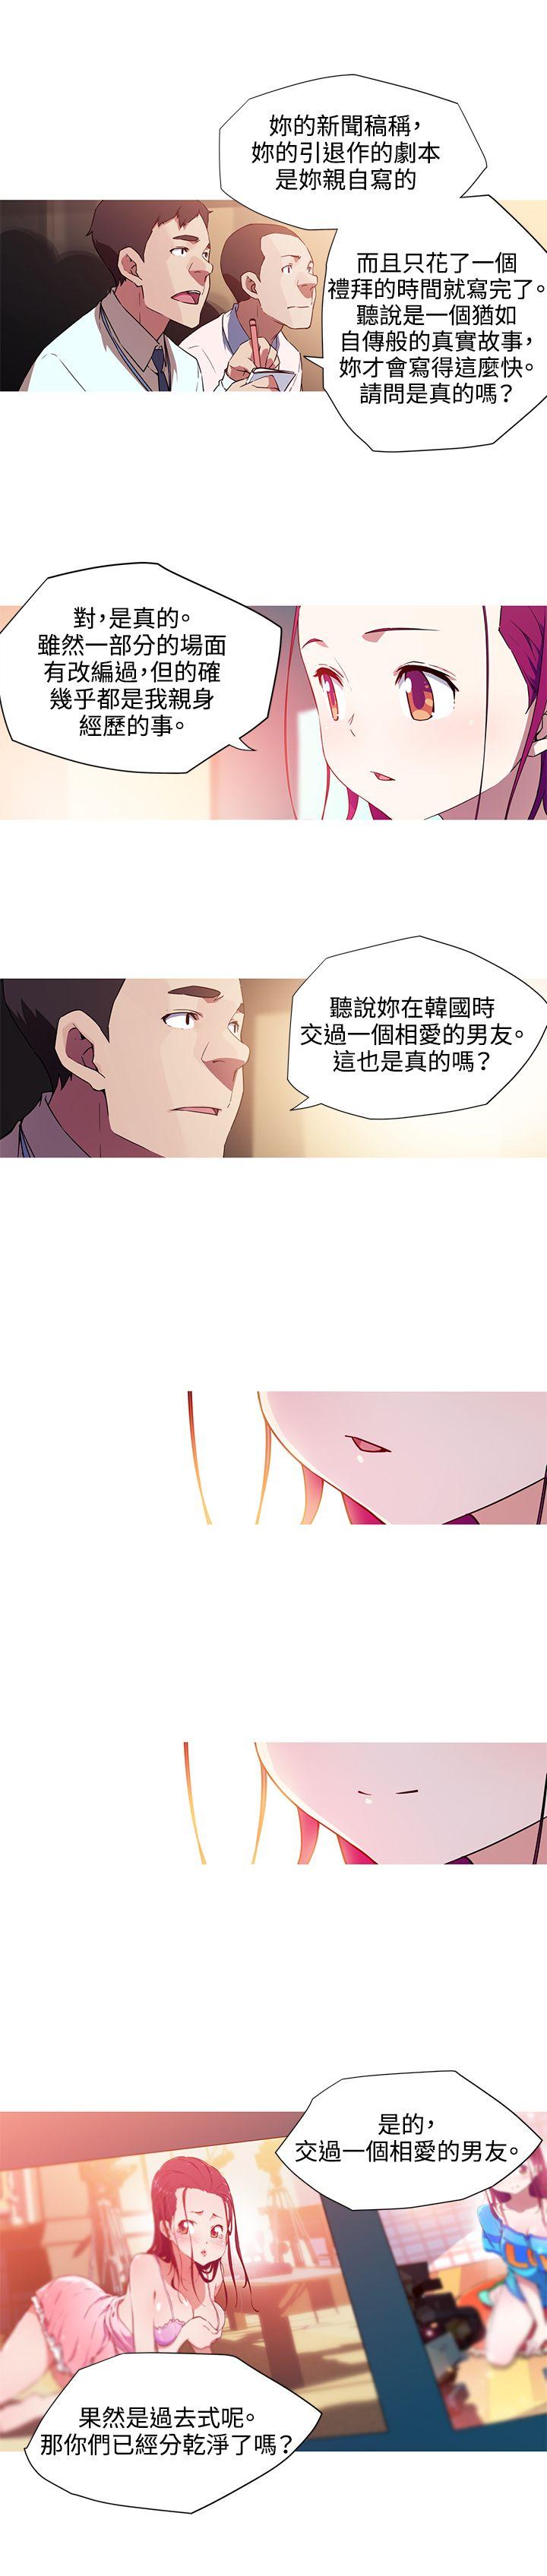 妳的新聞稿稱，
妳的引退作的劇本
是妳親自寫的
而且只花了一個
禮拜的時間就寫完了。
聽說是一個猶如
自傳般的真實故事，
妳才會寫得這麼快。
請問是真的嗎？
對，是真的。
雖然一部分的場面
有改編過，但的確
幾乎都是我親身
經歷的事。
聽說妳在韓國時
交過一個相愛的男友。
這也是真的嗎？
是的，
交過一個相愛的男友。
果然是過去式呢。
那你們已經分乾淨了嗎？